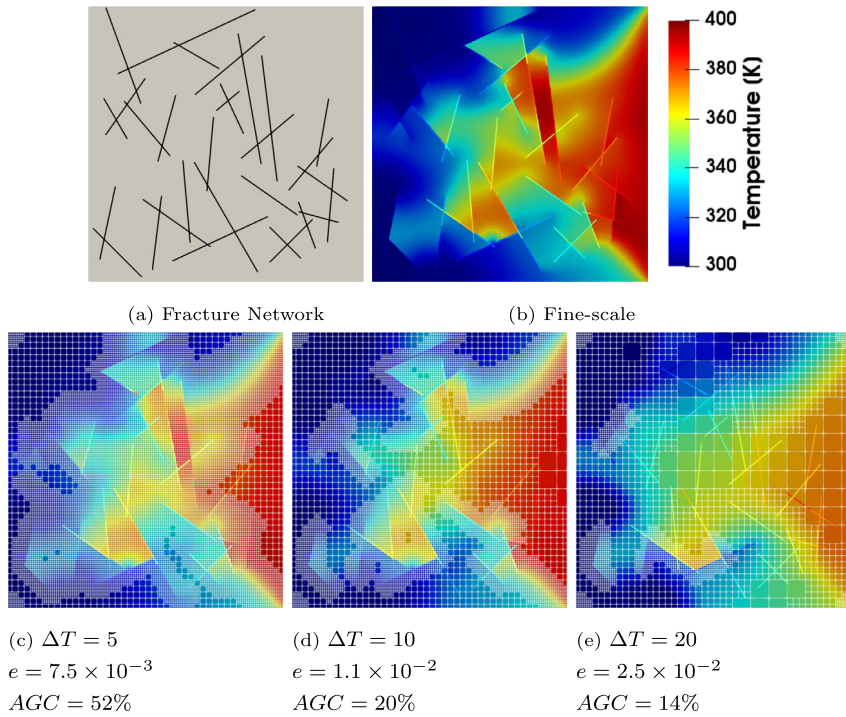 400
380
360
340
320
300
Temperature (K)
(a) Fracture Network
(b) Fine-scale
(c) ΔT = 5
e = 7.5 × 10⁻³
AGC = 52%
(d) ΔT = 10
e = 1.1 × 10⁻²
AGC = 20%
(e) ΔT = 20
e = 2.5 × 10⁻²
AGC = 14%